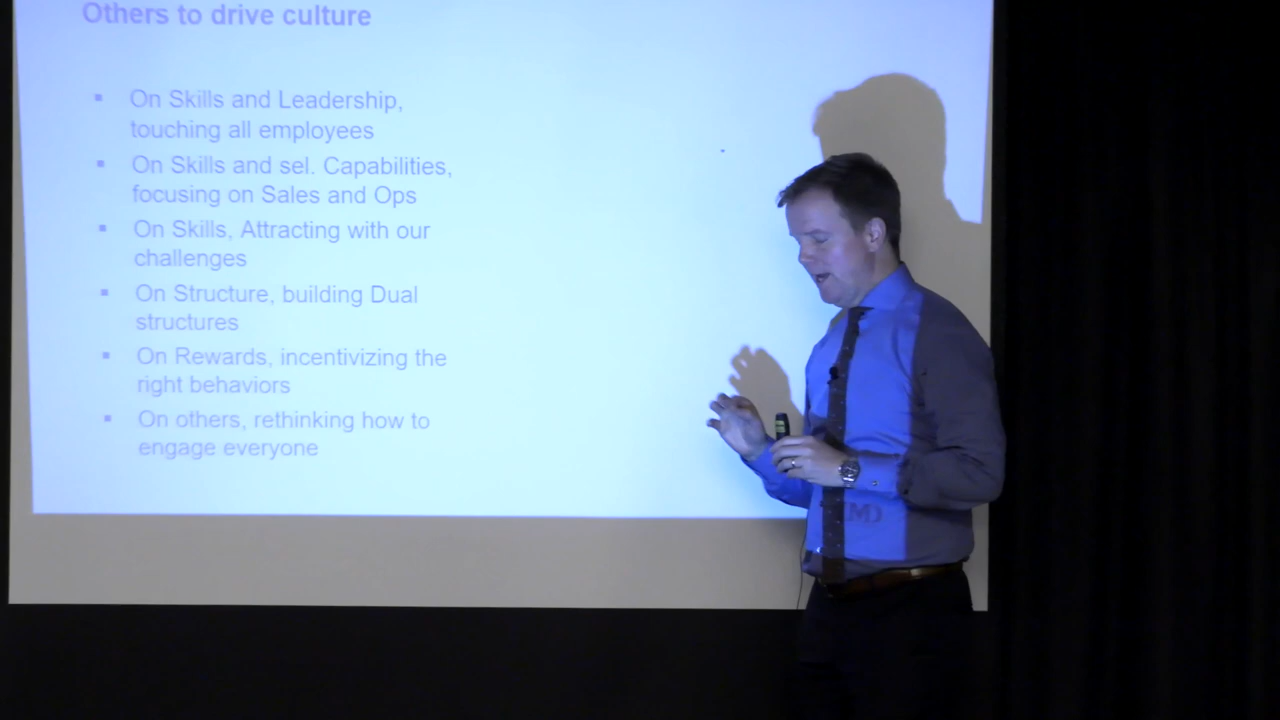 Others to drive culture
On Skills and Leadership,
touching all employees
On Skills and sel. Capabilities,
focusing on Sales and Ops
On Skills, Attracting with our
challenges
On Structure, building Dual
structures
On Rewards, incentivizing the
right behaviors
On others, rethinking how to
engage everyone